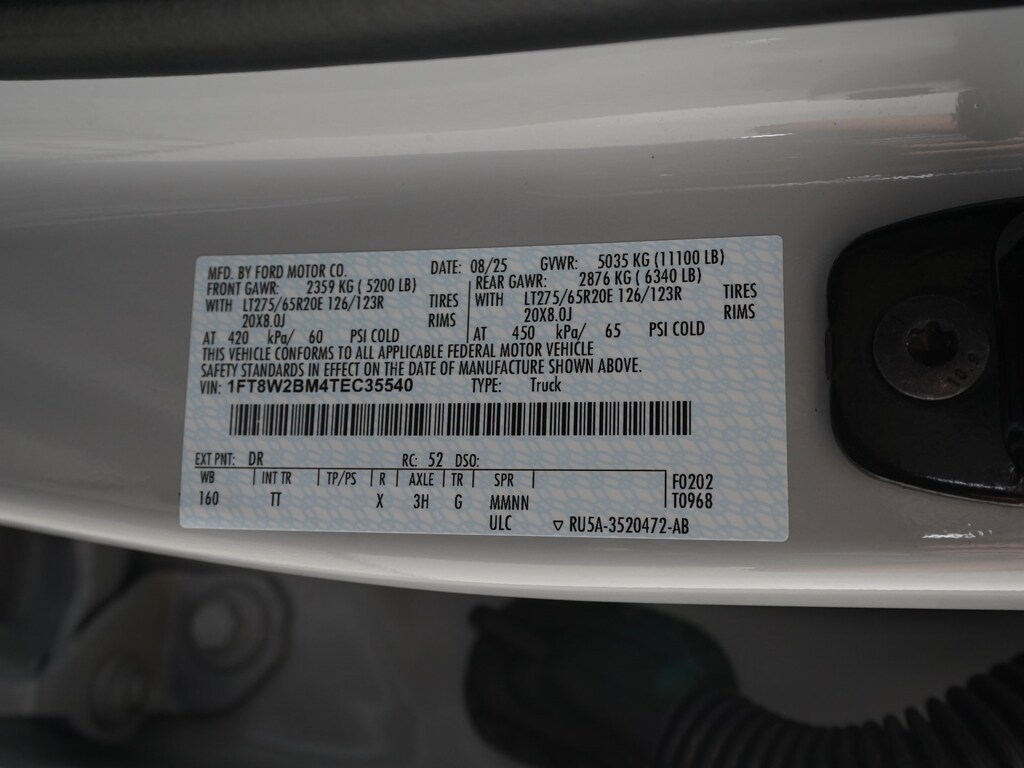 MFD. BY FORD MOTOR CO. DATE: 08/25 GVWR: 5035 KG (11100 LB)
FRONT GAWR: 2359 KG ( 5200 LB) REAR GAWR: 2876 KG ( 6340 LB)
WITH LT275/65R20E 126/123R TIRES WITH LT275/65R20E 126/123R TIRES
20X8.0J RIMS 20X8.0J RIMS
AT 420 kPa/ 60 PSI COLD AT 450 kPa/ 65 PSI COLD
THIS VEHICLE CONFORMS TO ALL APPLICABLE FEDERAL MOTOR VEHICLE
SAFETY STANDARDS IN EFFECT ON THE DATE OF MANUFACTURE SHOWN ABOVE.
VIN: 1FT8W2BM4TEC35540 TYPE: Truck
EXT PNT: DR RC: 52 DSO:
WB INT TR TP/PS R AXLE TR SPR F0202
160 TT X 3H G MMNN T0968
ULC ▽ RU5A-3520472-AB
10.9